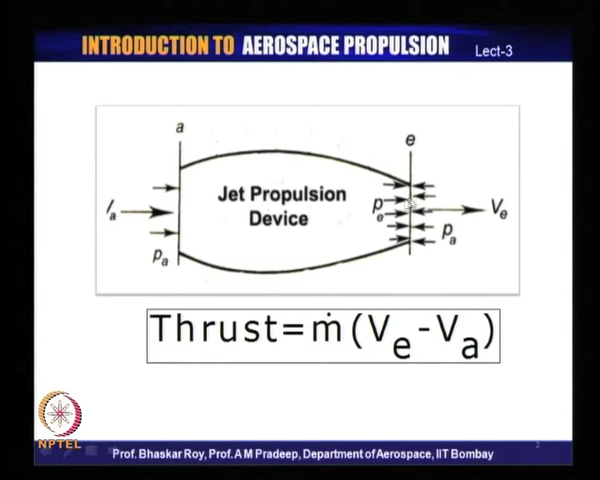 INTRODUCTION TO AEROSPACE PROPULSION Lect-3
a
e
Jet Propulsion
Device
Pe
Ve
Pa
Pa
Thrust=ṁ(Ve-Va)
NPTEL
2
Prof. Bhaskar Roy, Prof. A M Pradeep, Department of Aerospace, IIT Bombay